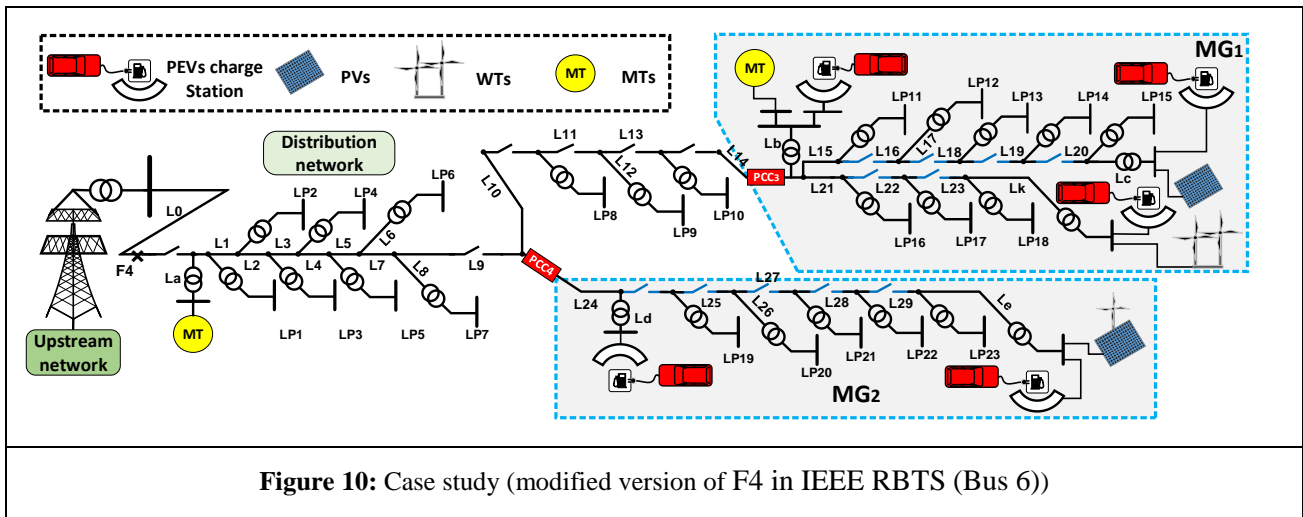 PEVs charge
Station
PVs
WTs
MT
MTs
MG1
MT
LP12
LP11
LP13
LP14
LP15
Lb
L15
L16
L17
L18
L19
L20
Lc
PCC3
L21
L22
L23
Lk
LP16
LP17
LP18
Distribution
network
L10
L11
L13
L12
L14
LP8
LP9
LP10
L0
LP2
LP4
LP6
F4
La
L1
L2
L3
L4
L5
L6
L7
L8
L9
MT
LP1
LP3
LP5
LP7
Upstream
network
PCC4
L24
Ld
L25
L27
L26
L28
L29
Le
LP19
LP20
LP21
LP22
LP23
MG2
Figure 10: Case study (modified version of F4 in IEEE RBTS (Bus 6))